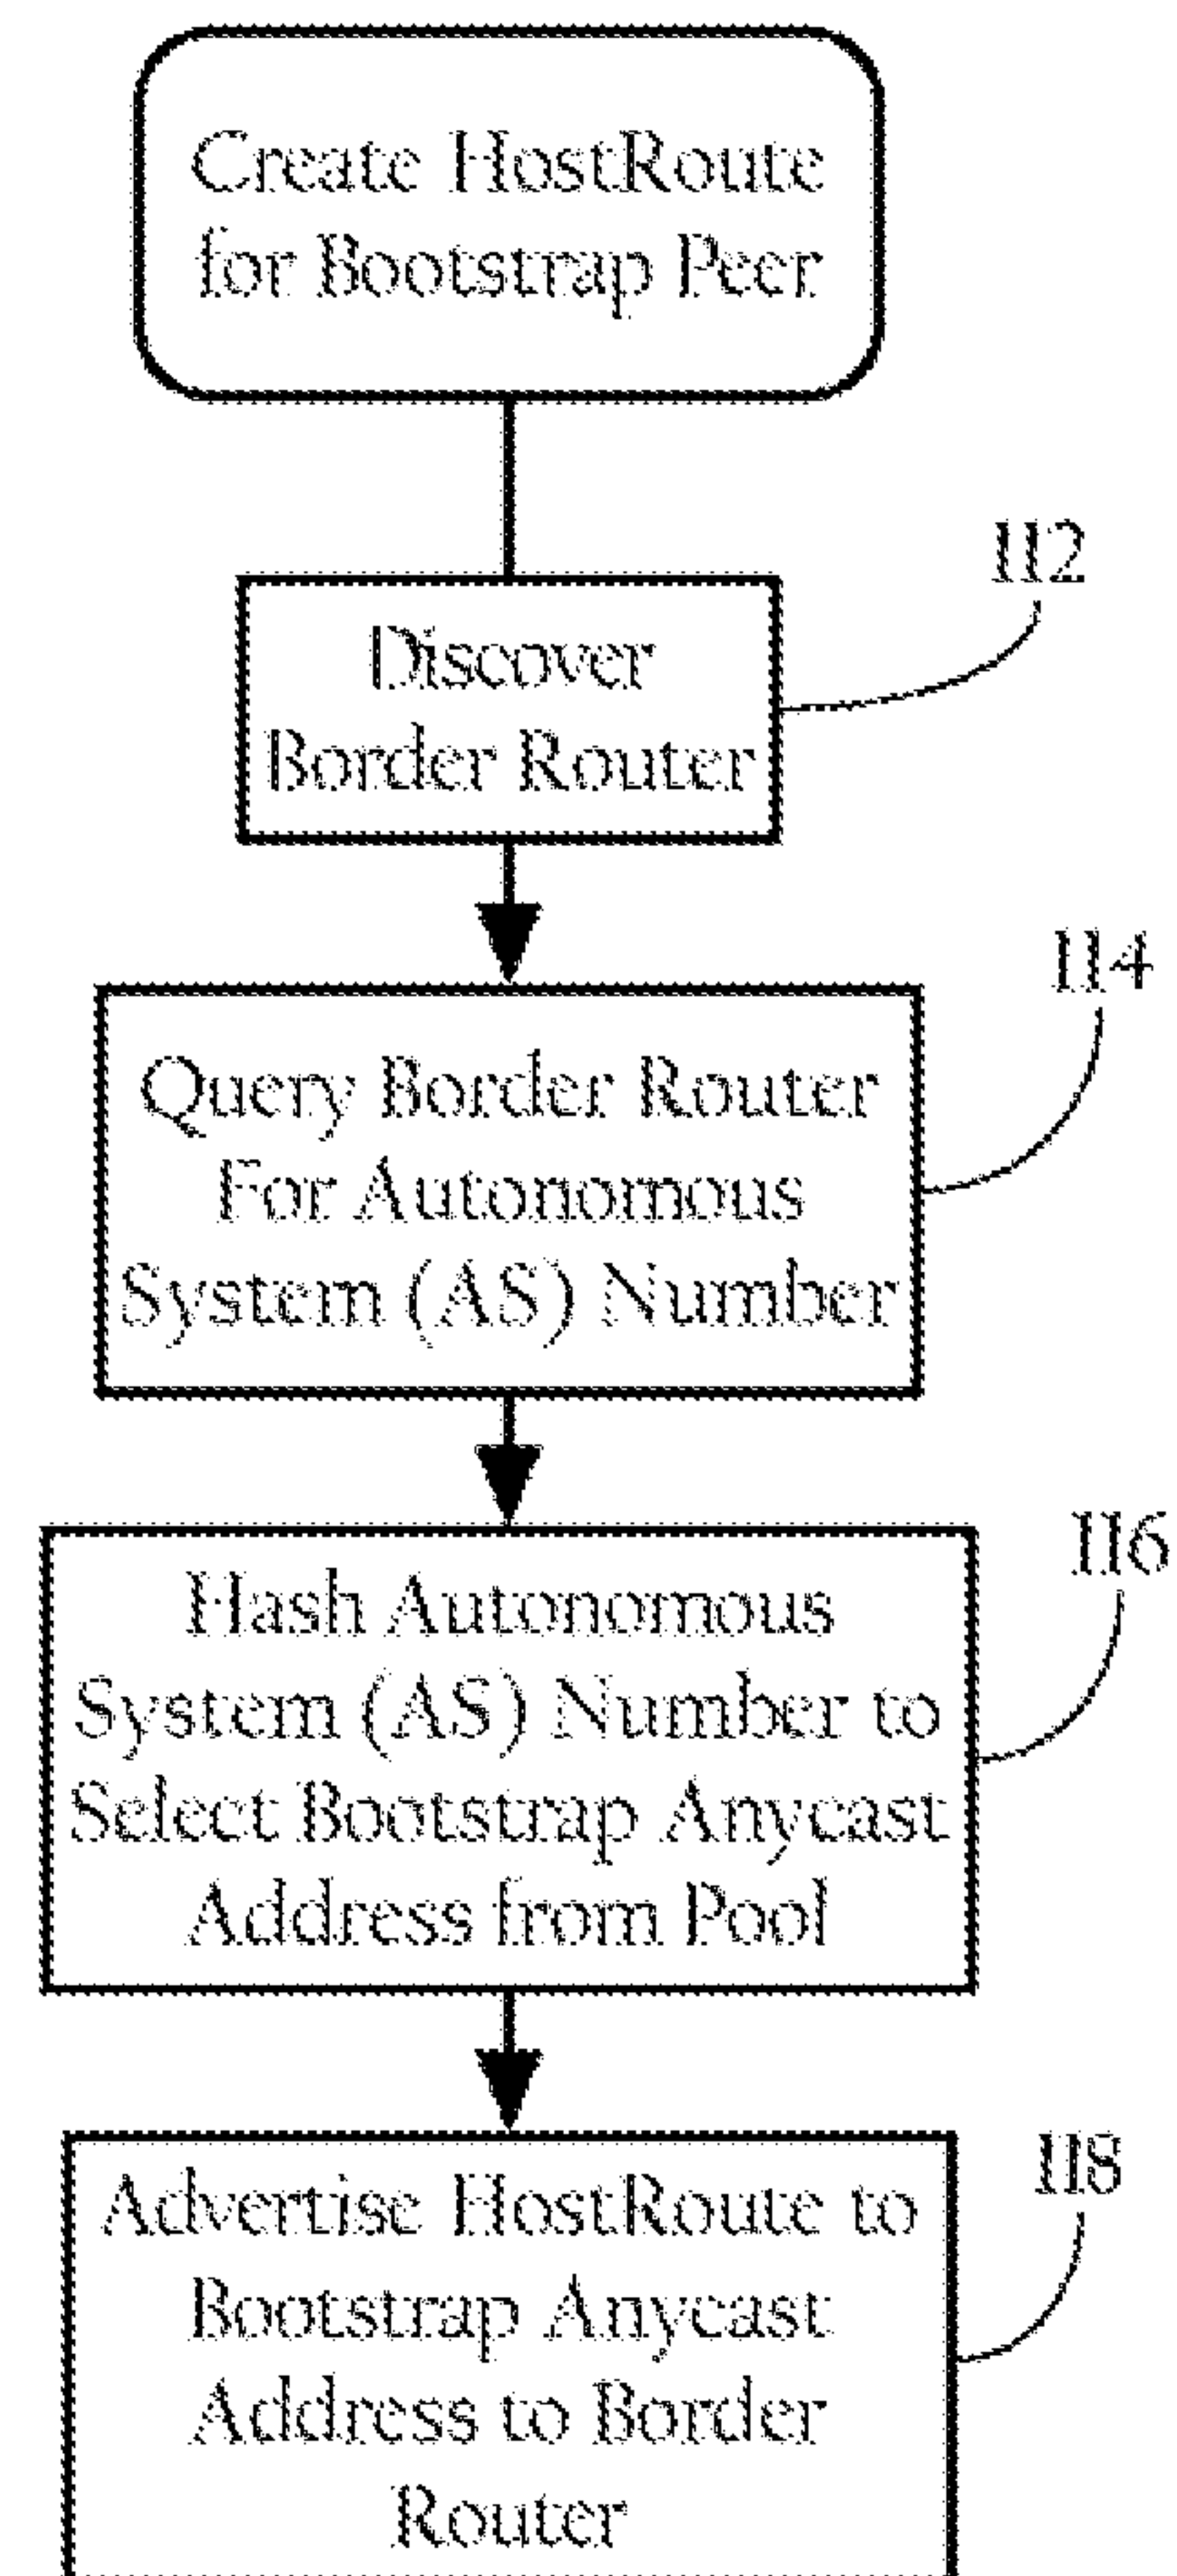 Create HostRoute
for Bootstrap Peer
112
Discover
Border Router
114
Query Border Router
For Autonomous
System (AS) Number
116
Hash Autonomous
System (AS) Number to
Select Bootstrap Anycast
Address from Pool
118
Advertise HostRoute to
Bootstrap Anycast
Address to Border
Router